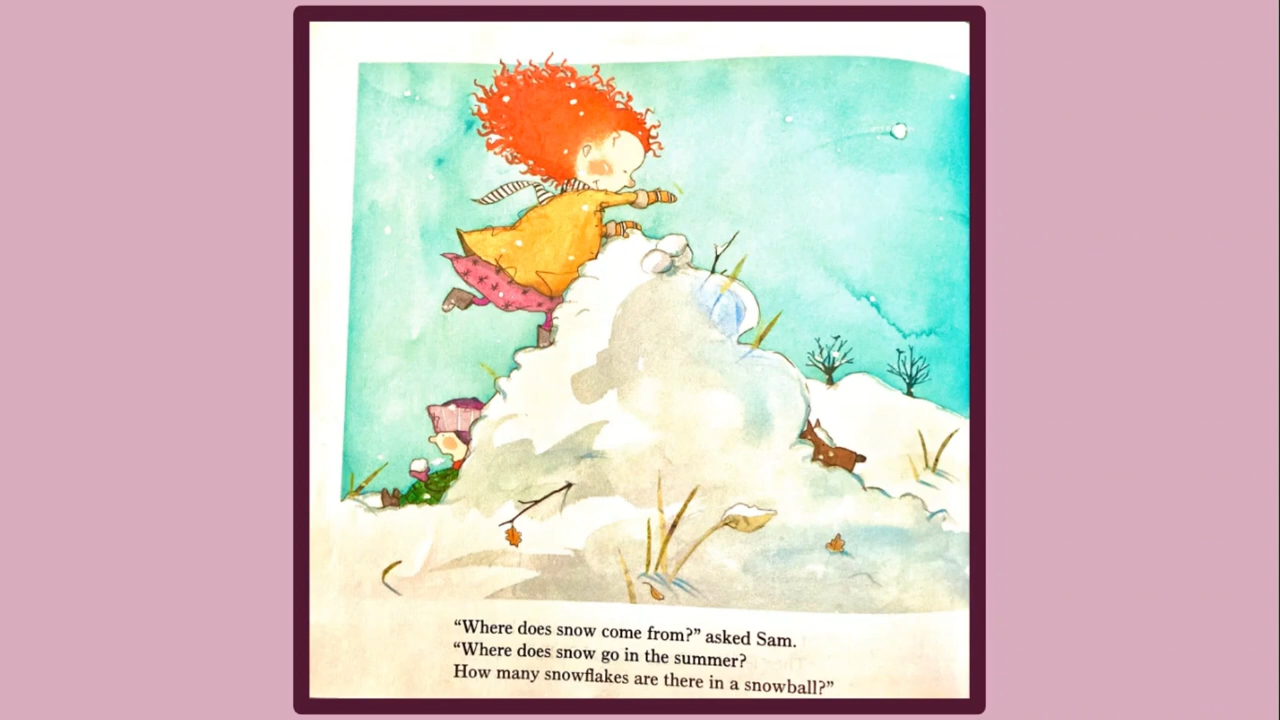 “Where does snow come from?” asked Sam.
“Where does snow go in the summer?
How many snowflakes are there in a snowball?”